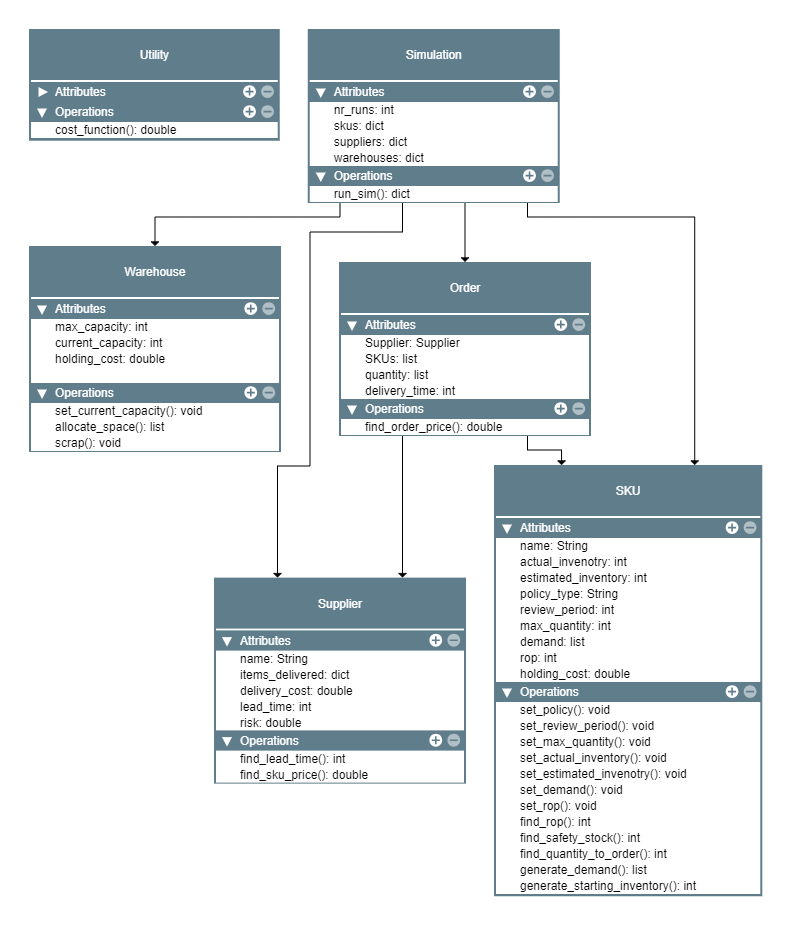 Utility
Attributes
Operations
cost_function(): double
Simulation
Attributes
nr_runs: int
skus: dict
suppliers: dict
warehouses: dict
Operations
run_sim(): dict
Warehouse
Attributes
max_capacity: int
current_capacity: int
holding_cost: double
Operations
set_current_capacity(): void
allocate_space(): list
scrap(): void
Order
Attributes
Supplier: Supplier
SKUs: list
quantity: list
delivery_time: int
Operations
find_order_price(): double
Supplier
Attributes
name: String
items_delivered: dict
delivery_cost: double
lead_time: int
risk: double
Operations
find_lead_time(): int
find_sku_price(): double
SKU
Attributes
name: String
actual_invenotry: int
estimated_inventory: int
policy_type: String
review_period: int
max_quantity: int
demand: list
rop: int
holding_cost: double
Operations
set_policy(): void
set_review_period(): void
set_max_quantity(): void
set_actual_inventory(): void
set_estimated_invenotry(): void
set_demand(): void
set_rop(): void
find_rop(): int
find_safety_stock(): int
find_quantity_to_order(): int
generate_demand(): list
generate_starting_inventory(): int